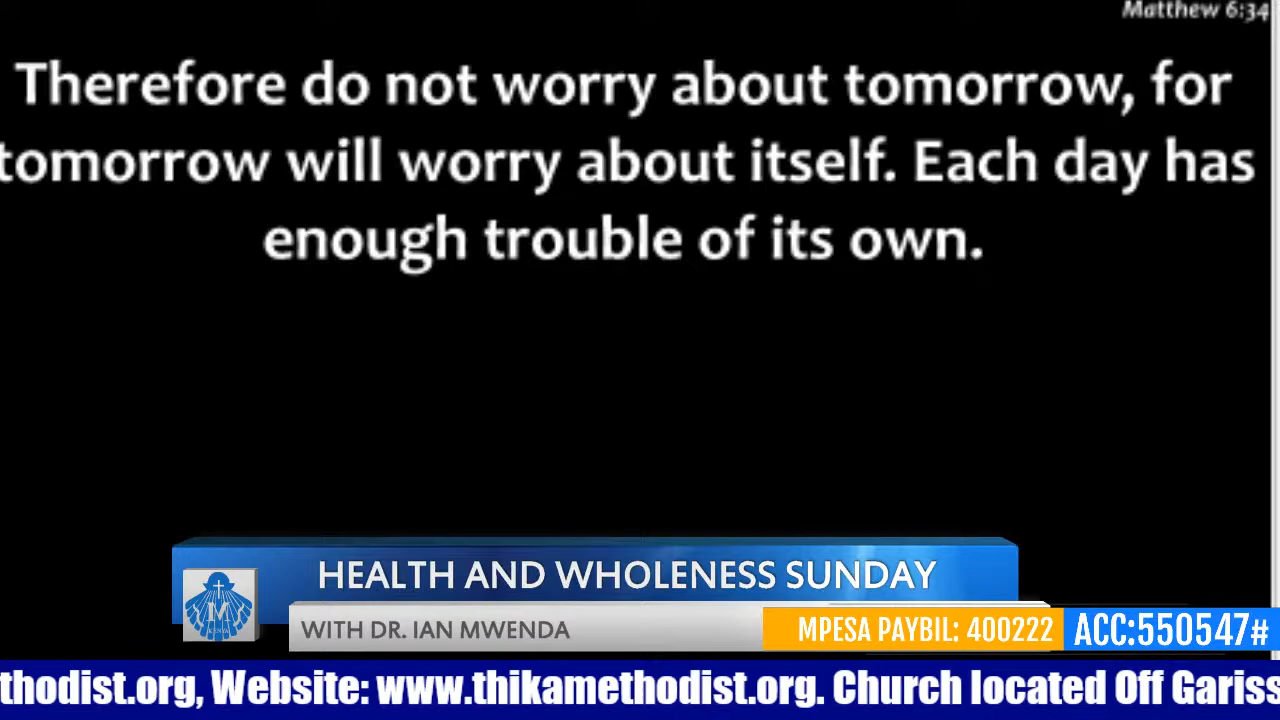 Matthew 6:34
Therefore do not worry about tomorrow, for
tomorrow will worry about itself. Each day has
enough trouble of its own.
HEALTH AND WHOLENESS SUNDAY
WITH DR. IAN MWENDA
MPESA PAYBIL: 400222
ACC:550547#
thodist.org, Website: www.thikamethodist.org. Church located Off Gariss